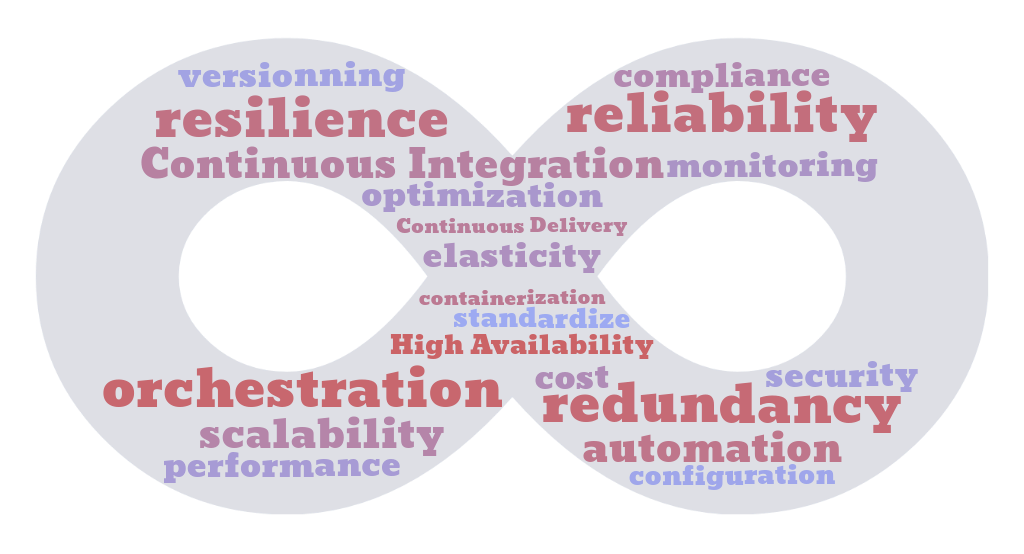 versionning
compliance
resilience
reliability
Continuous Integration
monitoring
optimization
Continuous Delivery
elasticity
containerization
standardize
High Availability
orchestration
cost
security
redundancy
scalability
automation
performance
configuration